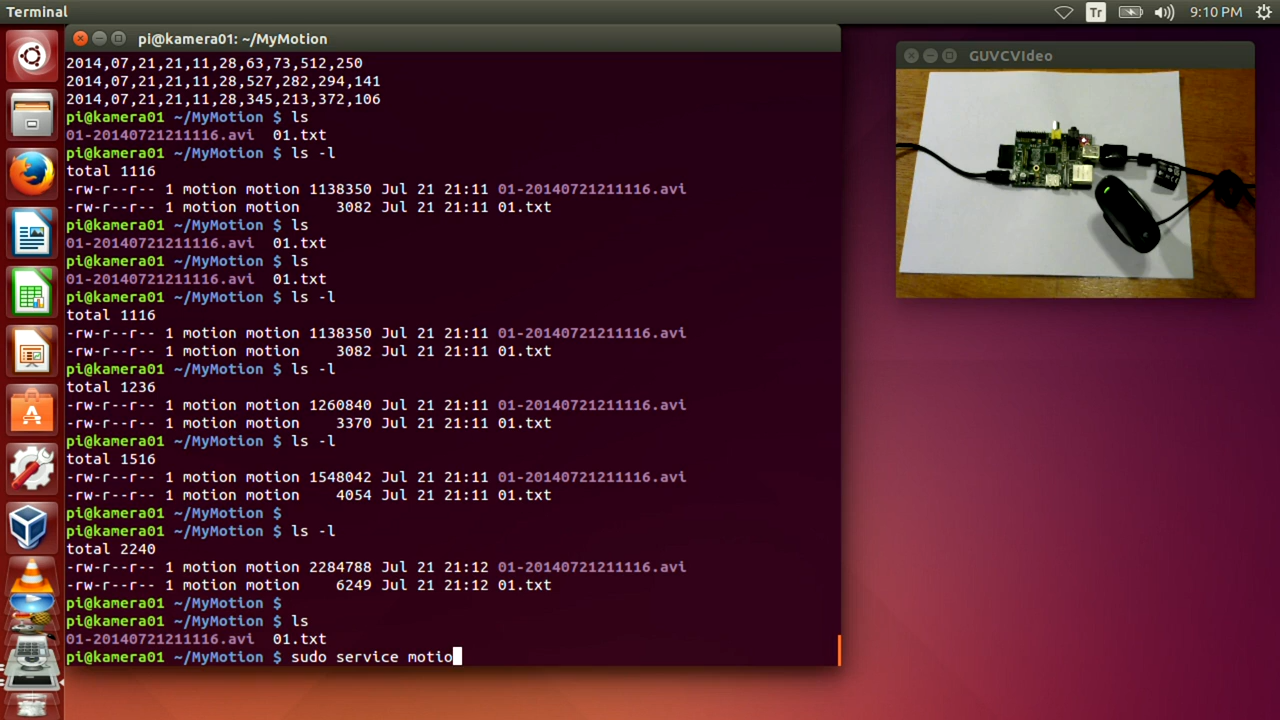 Terminal
Tr
9:10 PM
pi@kamera01: ~/MyMotion
2014,07,21,21,11,28,63,73,512,250
2014,07,21,21,11,28,527,282,294,141
2014,07,21,21,11,28,345,213,372,106
pi@kamera01 ~/MyMotion $ ls
01-20140721211116.avi  01.txt
pi@kamera01 ~/MyMotion $ ls -l
total 1116
-rw-r--r-- 1 motion motion 1138350 Jul 21 21:11 01-20140721211116.avi
-rw-r--r-- 1 motion motion    3082 Jul 21 21:11 01.txt
pi@kamera01 ~/MyMotion $ ls
01-20140721211116.avi  01.txt
pi@kamera01 ~/MyMotion $ ls
01-20140721211116.avi  01.txt
pi@kamera01 ~/MyMotion $ ls -l
total 1116
-rw-r--r-- 1 motion motion 1138350 Jul 21 21:11 01-20140721211116.avi
-rw-r--r-- 1 motion motion    3082 Jul 21 21:11 01.txt
pi@kamera01 ~/MyMotion $ ls -l
total 1236
-rw-r--r-- 1 motion motion 1260840 Jul 21 21:11 01-20140721211116.avi
-rw-r--r-- 1 motion motion    3370 Jul 21 21:11 01.txt
pi@kamera01 ~/MyMotion $ ls -l
total 1516
-rw-r--r-- 1 motion motion 1548042 Jul 21 21:11 01-20140721211116.avi
-rw-r--r-- 1 motion motion    4054 Jul 21 21:11 01.txt
pi@kamera01 ~/MyMotion $
pi@kamera01 ~/MyMotion $ ls -l
total 2240
-rw-r--r-- 1 motion motion 2284788 Jul 21 21:12 01-20140721211116.avi
-rw-r--r-- 1 motion motion    6249 Jul 21 21:12 01.txt
pi@kamera01 ~/MyMotion $
pi@kamera01 ~/MyMotion $ ls
01-20140721211116.avi  01.txt
pi@kamera01 ~/MyMotion $ sudo service motio
GUVCVIdeo